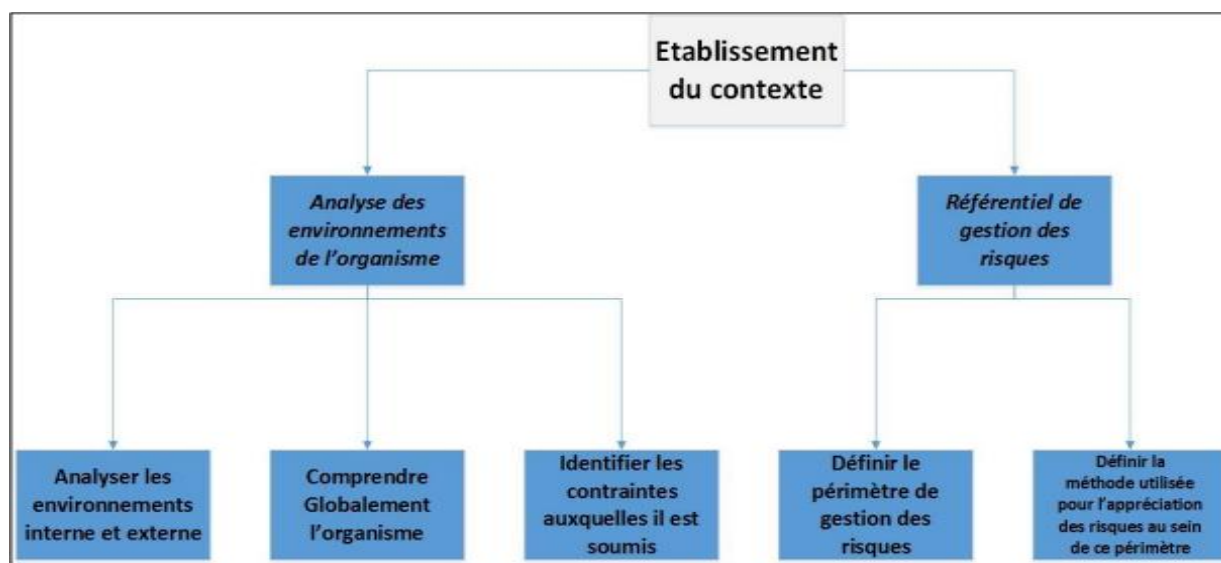 Etablissement
du contexte
Analyse des
environnements
de l'organisme
Référentiel de
gestion des
risques
Analyser les
environnements
interne et externe
Comprendre
Globalement
l'organisme
Identifier les
contraintes
auxquelles il est
soumis
Définir le
périmètre de
gestion des
risques
Définir la
méthode utilisée
pour l'appréciation
des risques au sein
de ce périmètre